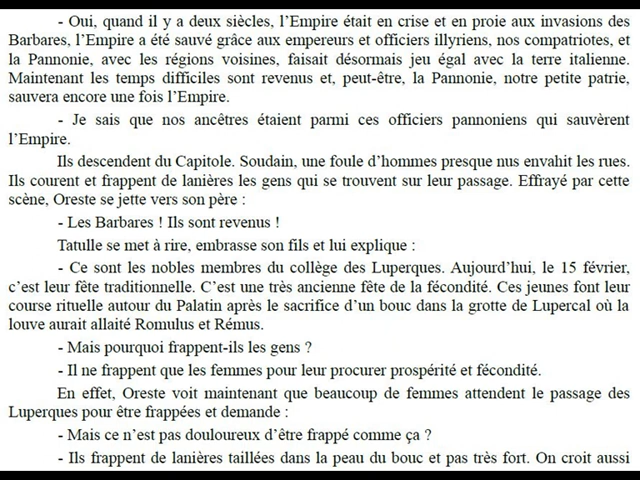 - Oui, quand il y a deux siècles, l’Empire était en crise et en proie aux invasions des
Barbares, l’Empire a été sauvé grâce aux empereurs et officiers illyriens, nos compatriotes, et
la Pannonie, avec les régions voisines, faisait désormais jeu égal avec la terre italienne.
Maintenant les temps difficiles sont revenus et, peut-être, la Pannonie, notre petite patrie,
sauvera encore une fois l’Empire.
- Je sais que nos ancêtres étaient parmi ces officiers pannoniens qui sauvèrent
l’Empire.
Ils descendent du Capitole. Soudain, une foule d’hommes presque nus envahit les rues.
Ils courent et frappent de lanières les gens qui se trouvent sur leur passage. Effrayé par cette
scène, Oreste se jette vers son père :
- Les Barbares ! Ils sont revenus !
Tatulle se met à rire, embrasse son fils et lui explique :
- Ce sont les nobles membres du collège des Luperques. Aujourd’hui, le 15 février,
c’est leur fête traditionnelle. C’est une très ancienne fête de la fécondité. Ces jeunes font leur
course rituelle autour du Palatin après le sacrifice d’un bouc dans la grotte de Lupercal où la
louve aurait allaité Romulus et Rémus.
- Mais pourquoi frappent-ils les gens ?
- Il ne frappent que les femmes pour leur procurer prospérité et fécondité.
En effet, Oreste voit maintenant que beaucoup de femmes attendent le passage des
Luperques pour être frappées et demande :
- Mais ce n’est pas douloureux d’être frappé comme ça ?
- Ils frappent de lanières taillées dans la peau du bouc et pas très fort. On croit aussi